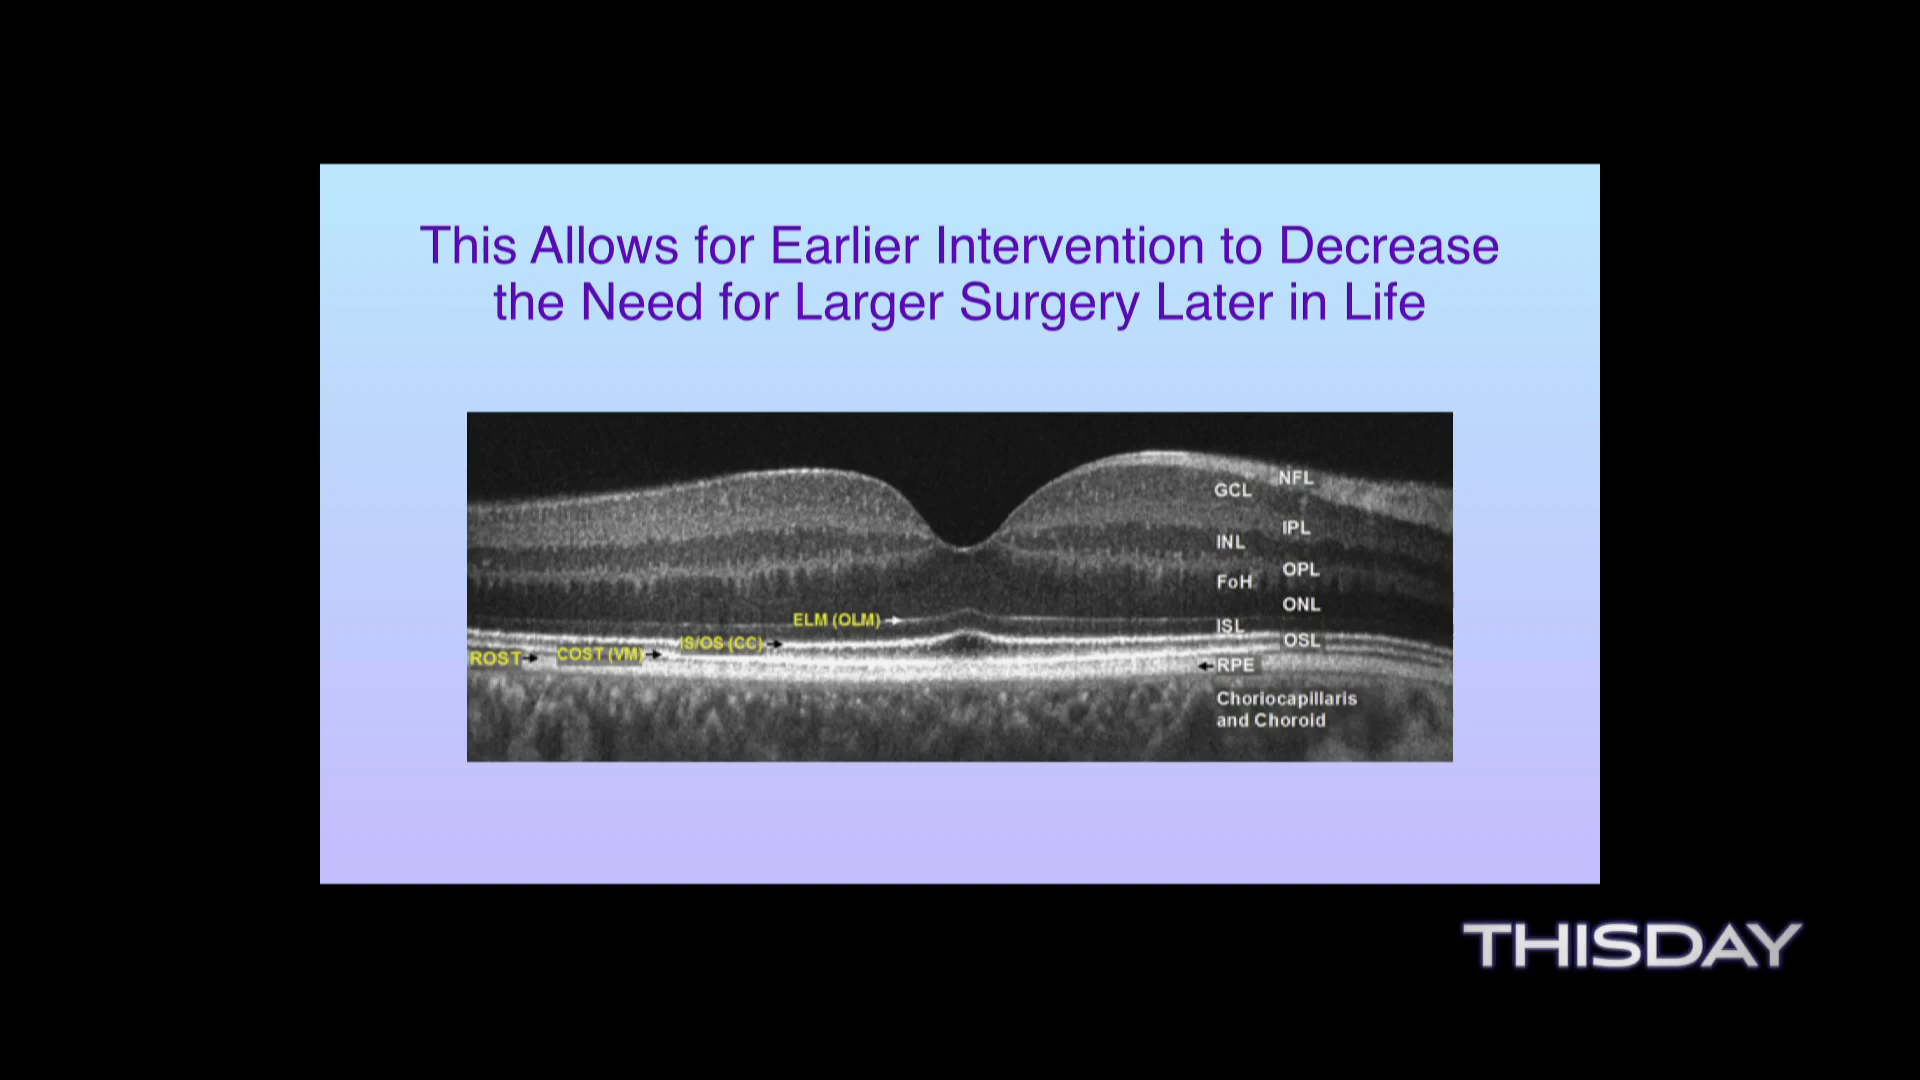 This Allows for Earlier Intervention to Decrease
the Need for Larger Surgery Later in Life
NFL
GCL
IPL
INL
OPL
FoH
ONL
ELM (OLM)
ISL
IS/OS (CC)
OSL
COST (VM)
ROST
RPE
Choriocapillaris
and Choroid
THISDAY